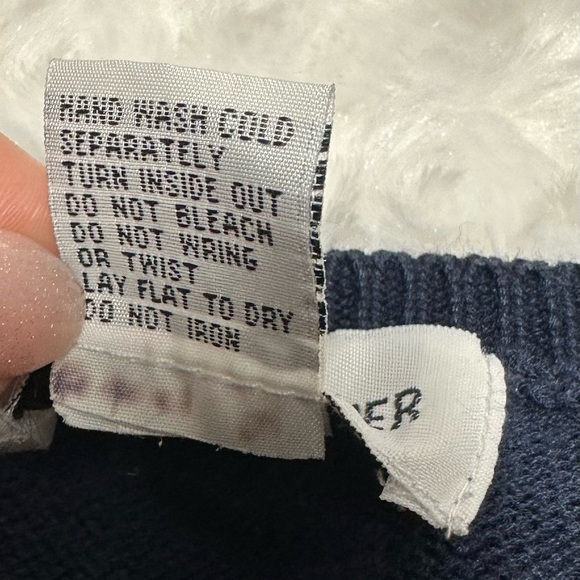 HAND WASH COLD
SEPARATELY
TURN INSIDE OUT
DO NOT BLEACH
DO NOT WRING
OR TWIST
LAY FLAT TO DRY
DO NOT IRON